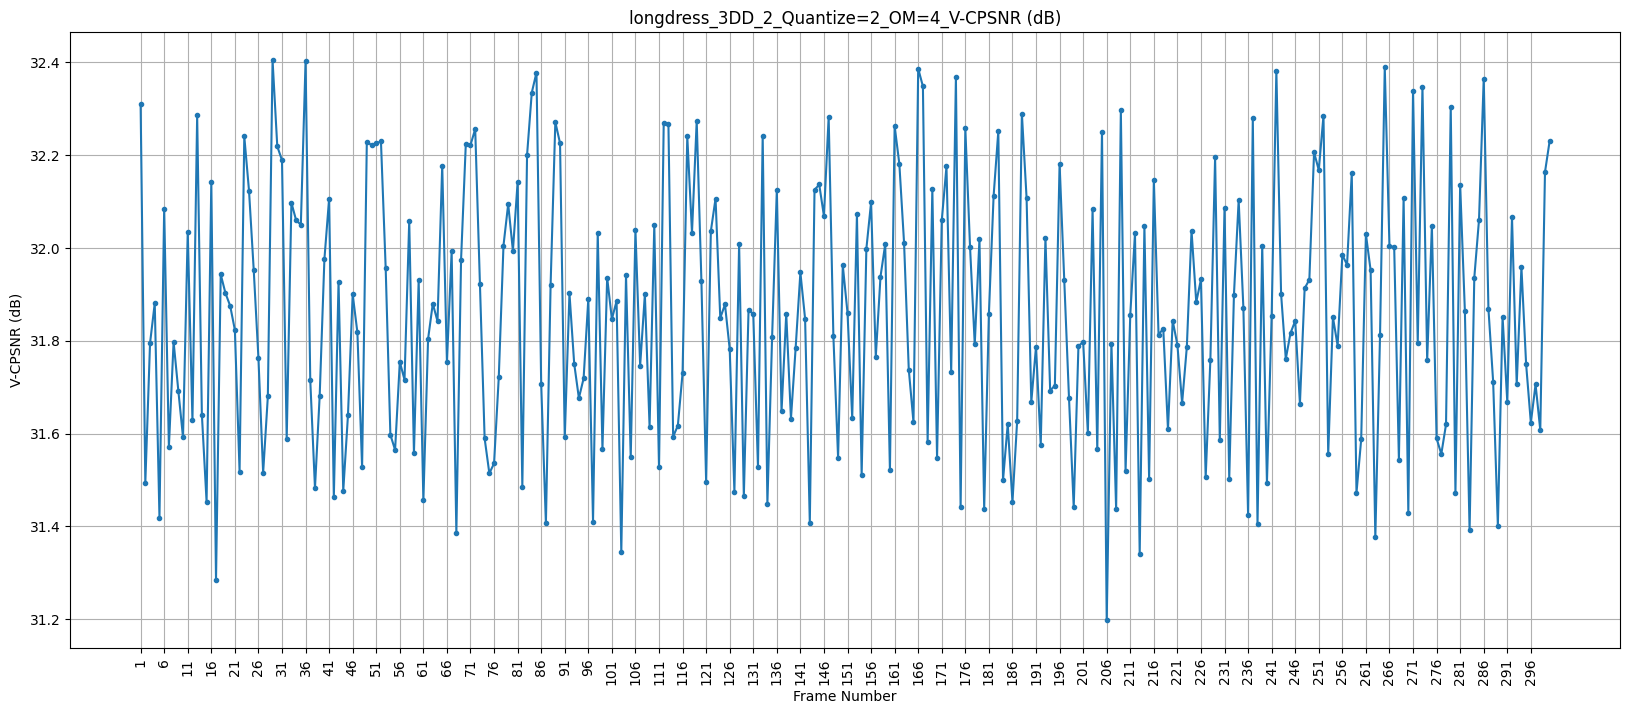 longdress_3DD_2_Quantize=2_OM=4_V-CPSNR (dB)
V-CPSNR (dB)
32.4
32.2
32.0
31.8
31.6
31.4
31.2
1 6 11 16 21 26 31 36 41 46 51 56 61 66 71 76 81 86 91 96 101 106 111 116 121 126 131 136 141 146 151 156 161 166 171 176 181 186 191 196 201 206 211 216 221 226 231 236 241 246 251 256 261 266 271 276 281 286 291 296
Frame Number